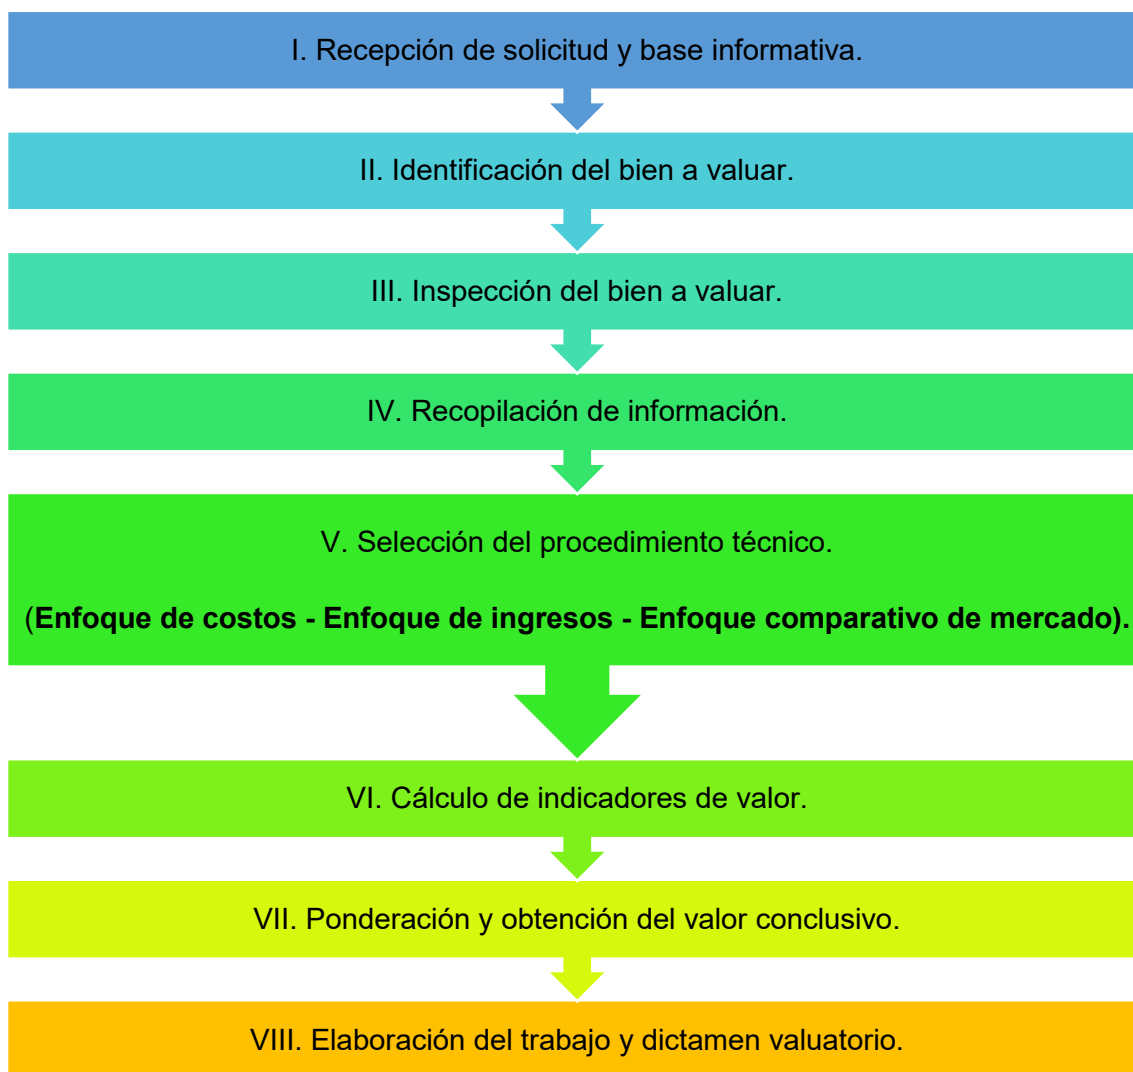 I. Recepción de solicitud y base informativa.
II. Identificación del bien a valuar.
III. Inspección del bien a valuar.
IV. Recopilación de información.
V. Selección del procedimiento técnico.
(Enfoque de costos - Enfoque de ingresos - Enfoque comparativo de mercado).
VI. Cálculo de indicadores de valor.
VII. Ponderación y obtención del valor conclusivo.
VIII. Elaboración del trabajo y dictamen valuatorio.